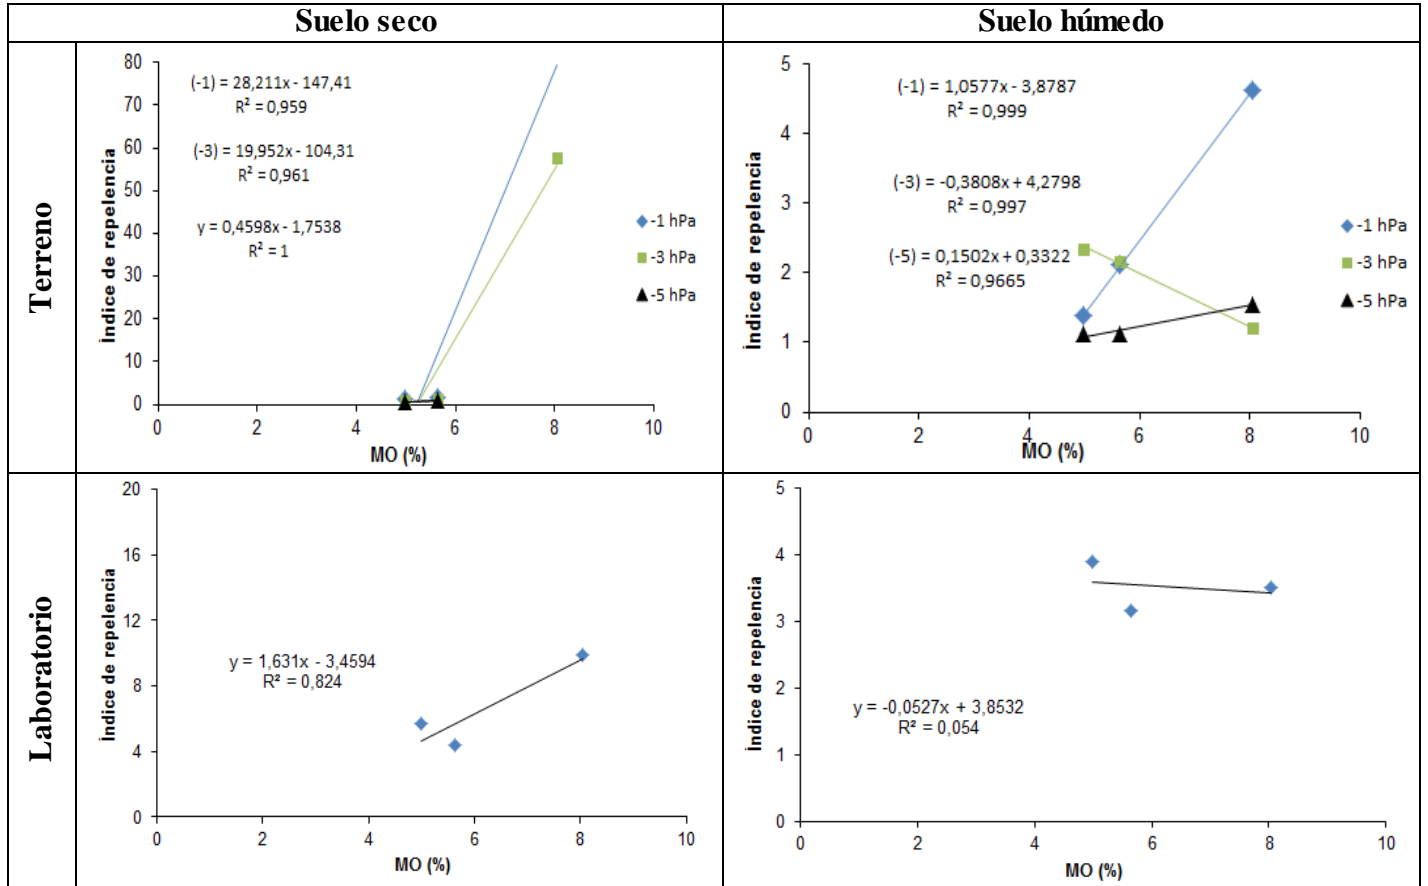 Suelo seco
Suelo húmedo
Terreno
80
70
60
50
40
30
20
10
0
0
2
4
6
8
10
Índice de repelencia
MO (%)
(-1) = 28,211x - 147,41
R² = 0,959
(-3) = 19,952x - 104,31
R² = 0,961
y = 0,4598x - 1,7538
R² = 1
-1 hPa
-3 hPa
-5 hPa
5
4
3
2
1
0
0
2
4
6
8
10
Índice de repelencia
MO (%)
(-1) = 1,0577x - 3,8787
R² = 0,999
(-3) = -0,3808x + 4,2798
R² = 0,997
(-5) = 0,1502x + 0,3322
R² = 0,9665
-1 hPa
-3 hPa
-5 hPa
Laboratorio
20
16
12
8
4
0
0
2
4
6
8
10
Índice de repelencia
MO (%)
y = 1,631x - 3,4594
R² = 0,824
5
4
3
2
1
0
0
2
4
6
8
10
Índice de repelencia
MO (%)
y = -0,0527x + 3,8532
R² = 0,054